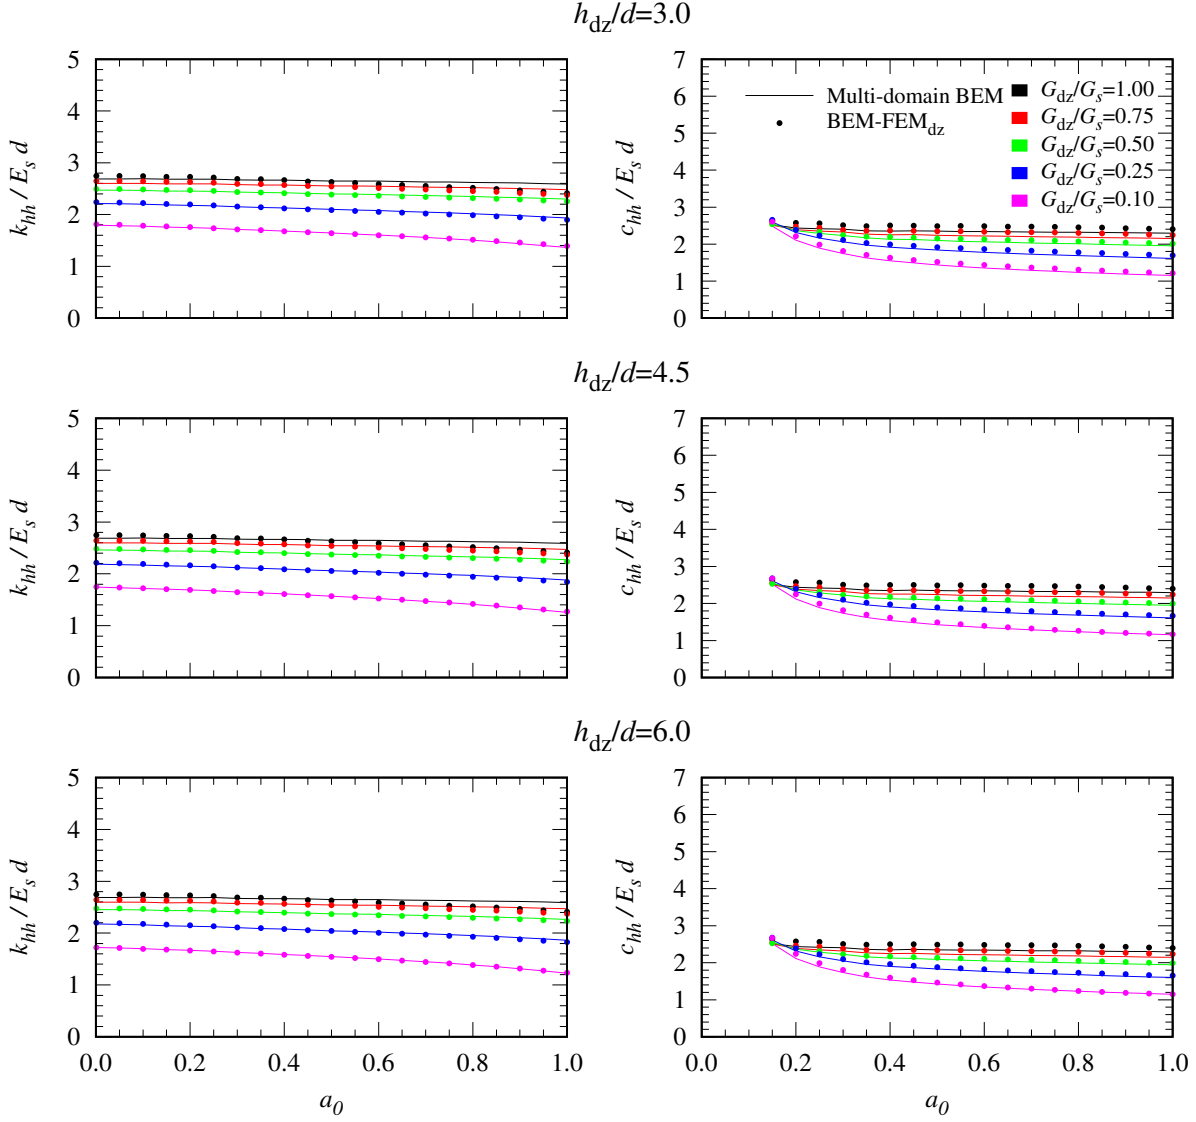 h_dz/d=3.0
k_hh / E_s d
5
4
3
2
1
0
c_hh / E_s d
7
6
5
4
3
2
1
0
Multi-domain BEM
BEM-FEM_dz
G_dz/G_s=1.00
G_dz/G_s=0.75
G_dz/G_s=0.50
G_dz/G_s=0.25
G_dz/G_s=0.10
h_dz/d=4.5
k_hh / E_s d
5
4
3
2
1
0
c_hh / E_s d
7
6
5
4
3
2
1
0
h_dz/d=6.0
k_hh / E_s d
5
4
3
2
1
0
0.0 0.2 0.4 0.6 0.8 1.0
a_0
c_hh / E_s d
7
6
5
4
3
2
1
0
0.0 0.2 0.4 0.6 0.8 1.0
a_0